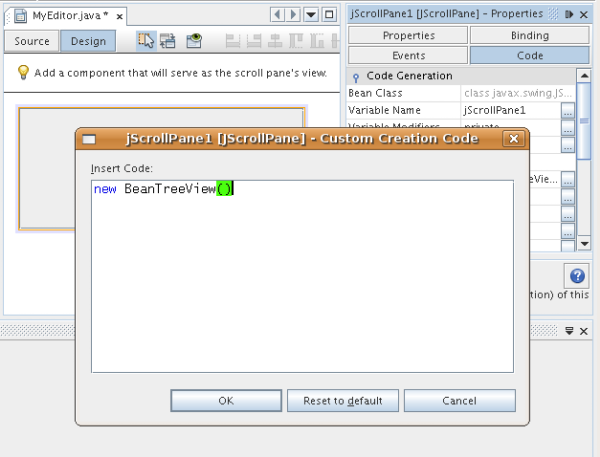 MyEditor.java * ×
jScrollPane1 [JScrollPane] - Properties
Source Design
Properties Binding
Events Code
Add a component that will serve as the scroll pane's view.
Code Generation
Bean Class class javax.swing.JS...
Variable Name jScrollPane1 ...
Variable Modifiers private
jScrollPane1 [JScrollPane] - Custom Creation Code
Insert Code:
new BeanTreeView()
eeVie... ...
tion) of this
OK Reset to default Cancel